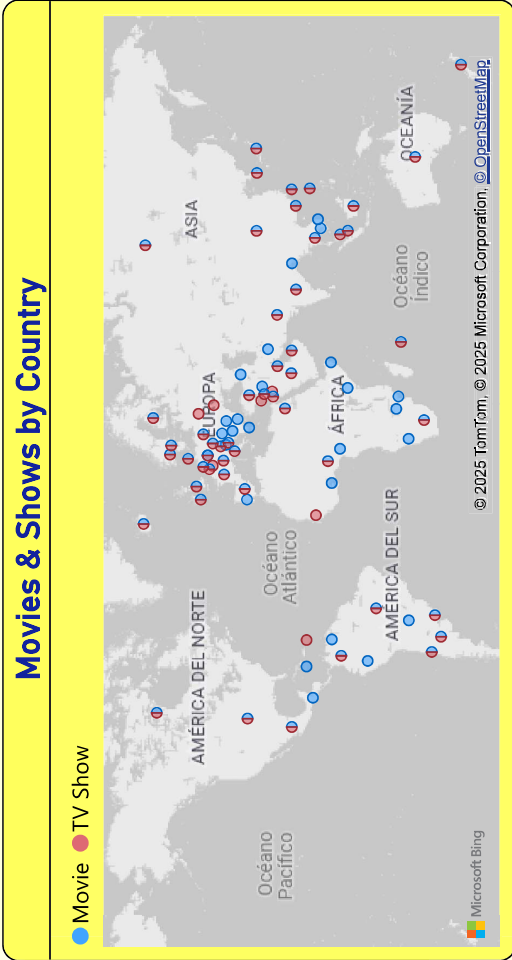 Movies & Shows by Country
Movie
TV Show
AMÉRICA DEL NORTE
EUROPA
ASIA
Océano
Pacífico
Océano
Atlántico
ÁFRICA
AMÉRICA DEL SUR
Océano
Índico
OCEANÍA
Microsoft Bing
© 2025 TomTom, © 2025 Microsoft Corporation, © OpenStreetMap